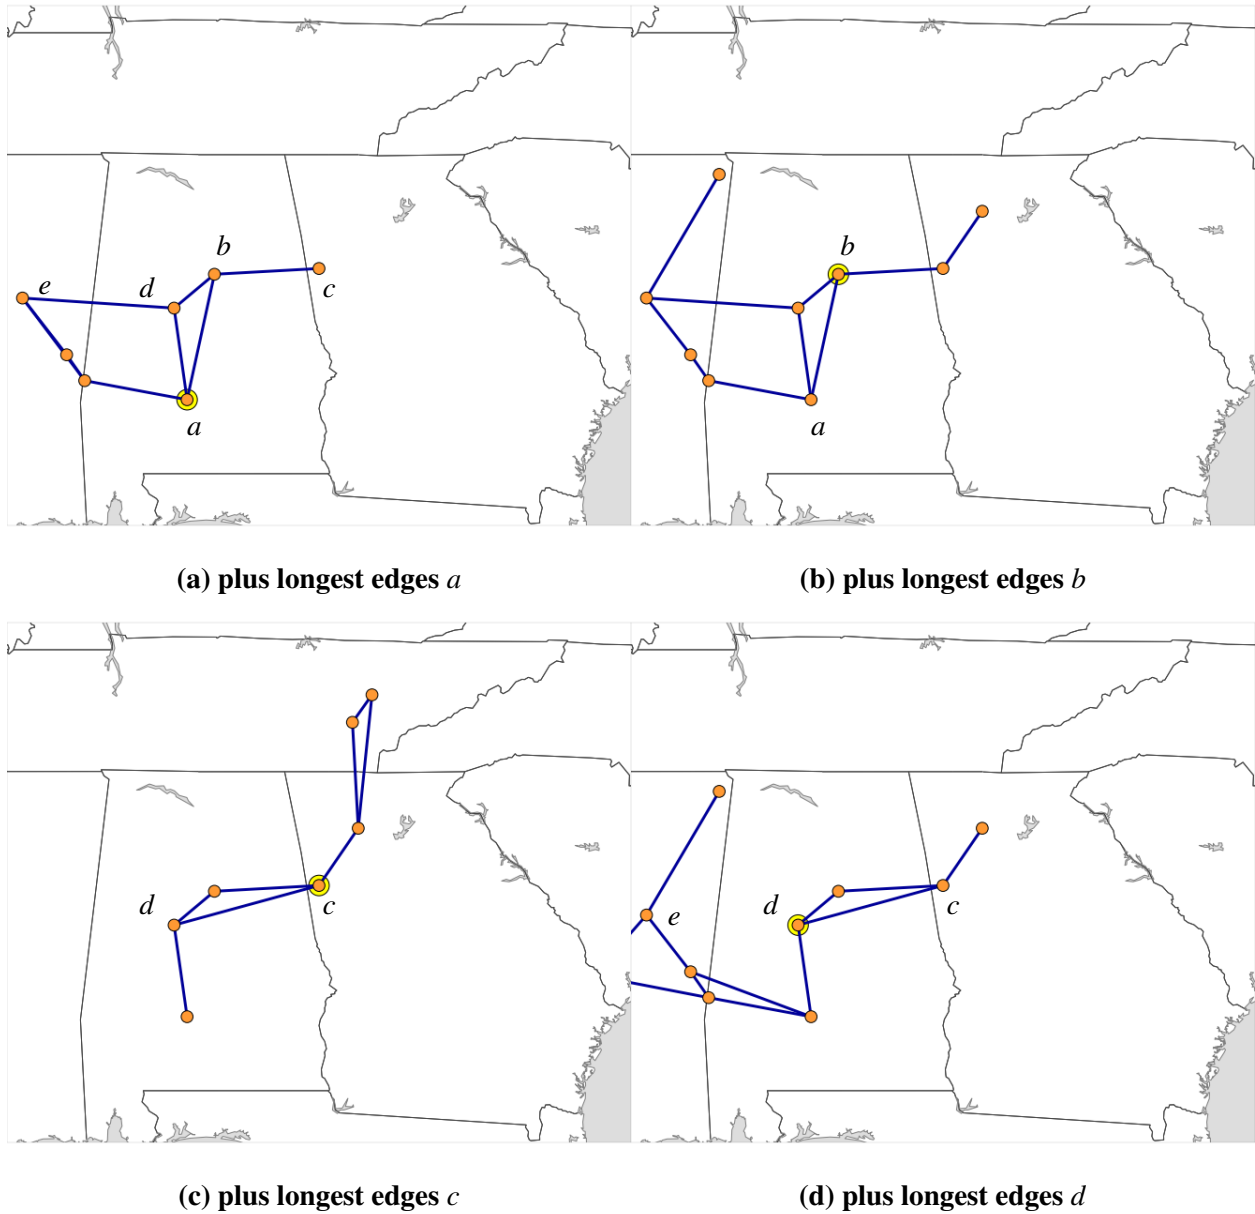 b
e
d
c
a
b
a
(a) plus longest edges a
(b) plus longest edges b
d
c
e
d
c
(c) plus longest edges c
(d) plus longest edges d